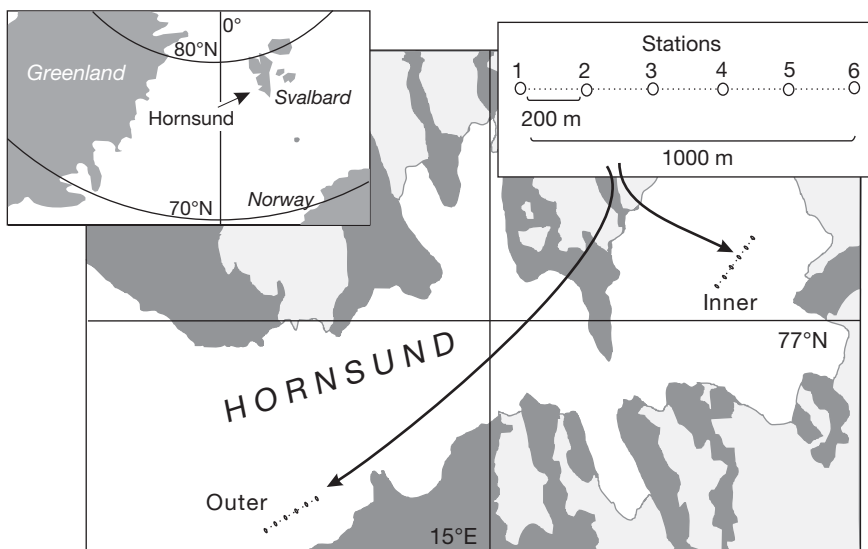 0°
80°N
Greenland
Svalbard
Hornsund
70°N
Norway
Stations
1 2 3 4 5 6
200 m
1000 m
Inner
77°N
HORNSUND
Outer
15°E